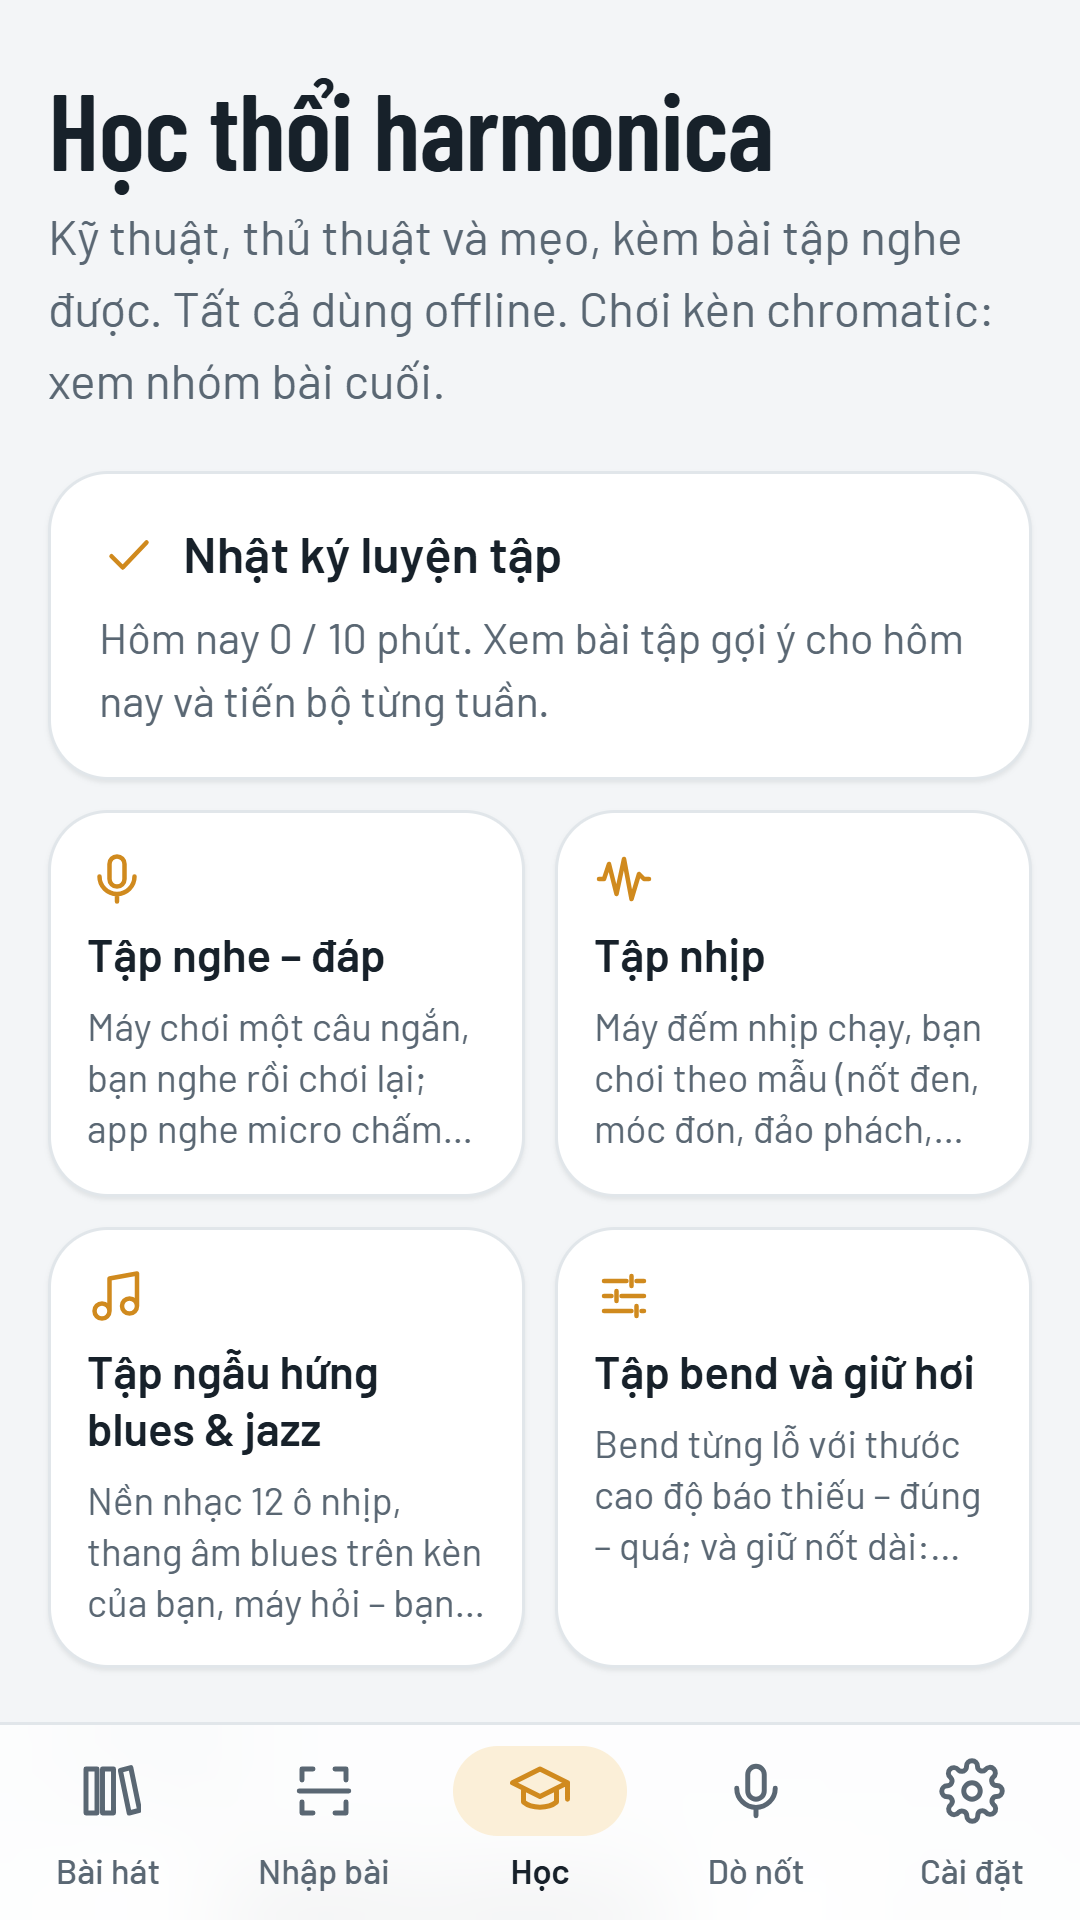 Học thổi harmonica
Kỹ thuật, thủ thuật và mẹo, kèm bài tập nghe
được. Tất cả dùng offline. Chơi kèn chromatic:
xem nhóm bài cuối.
Nhật ký luyện tập
Hôm nay 0 / 10 phút. Xem bài tập gợi ý cho hôm
nay và tiến bộ từng tuần.
Tập nghe – đáp
Máy chơi một câu ngắn,
bạn nghe rồi chơi lại;
app nghe micro chấm...
Tập nhịp
Máy đếm nhịp chạy, bạn
chơi theo mẫu (nốt đen,
móc đơn, đảo phách,...
Tập ngẫu hứng
blues & jazz
Nền nhạc 12 ô nhịp,
thang âm blues trên kèn
của bạn, máy hỏi – bạn...
Tập bend và giữ hơi
Bend từng lỗ với thước
cao độ báo thiếu – đúng
– quá; và giữ nốt dài:...
Bài hát
Nhập bài
Học
Dò nốt
Cài đặt